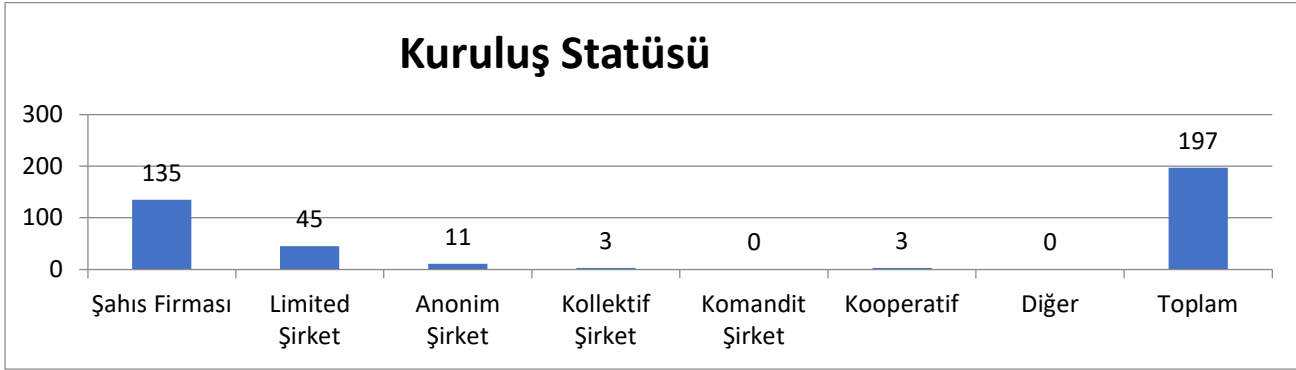 Kuruluş Statüsü
300
200
100
0
135
45
11
3
0
3
0
197
Şahıs Firması
Limited
Şirket
Anonim
Şirket
Kollektif
Şirket
Komandit
Şirket
Kooperatif
Diğer
Toplam